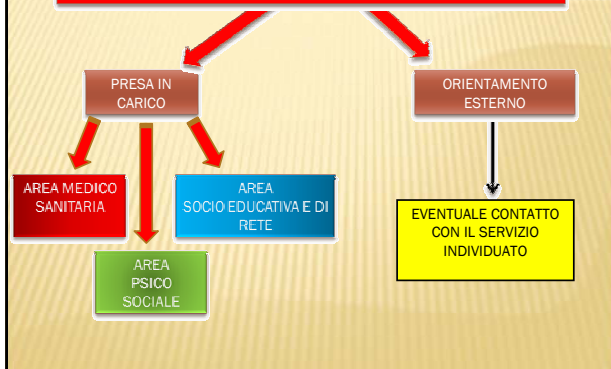 PRESA IN
CARICO
ORIENTAMENTO
ESTERNO
AREA MEDICO
SANITARIA
AREA
SOCIO EDUCATIVA E DI
RETE
EVENTUALE CONTATTO
CON IL SERVIZIO
INDIVIDUATO
AREA
PSICO
SOCIALE